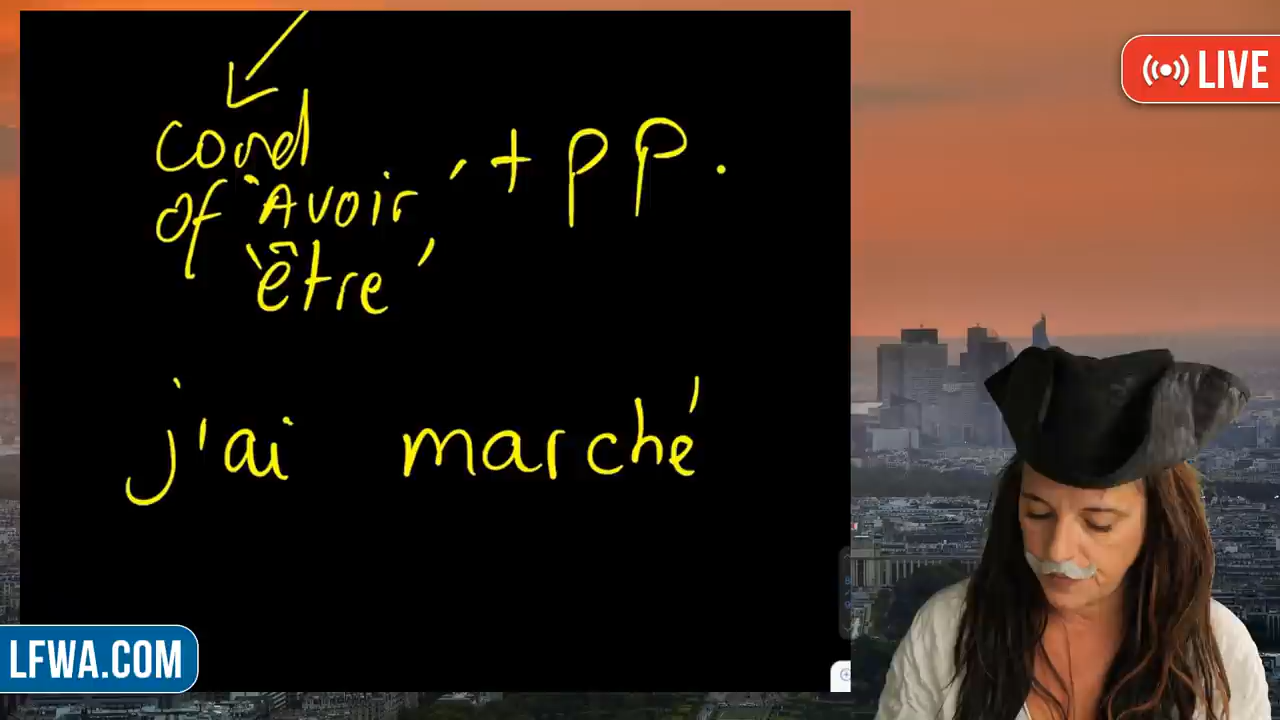 cond
of 'Avoir' + pp.
'être'
j'ai marché
LIVE
LFWA.COM